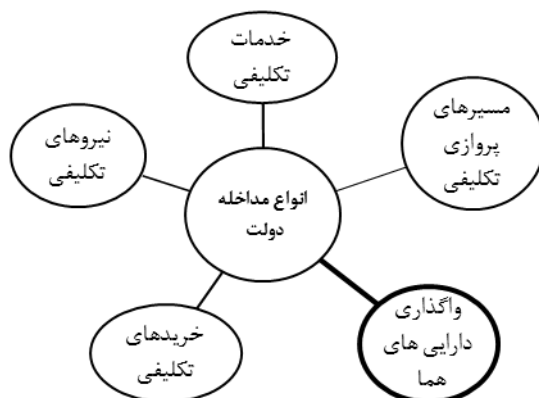 خدمات
تکلیفی
مسیرهای
پروازی
تکلیفی
نیروهای
تکلیفی
انواع مداخله
دولت
واگذاری
دارایی های
هما
خریدهای
تکلیفی